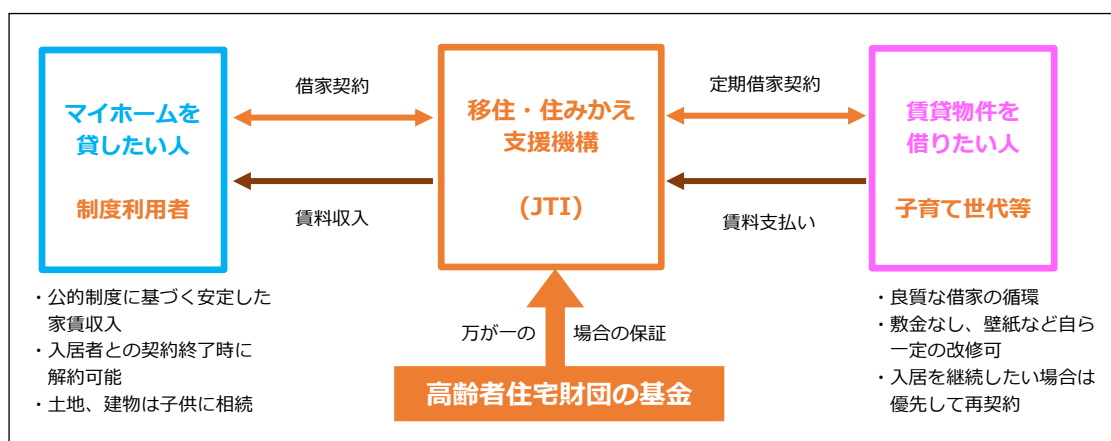 マイホームを
貸したい人
制度利用者
借家契約
賃料収入
移住・住みかえ
支援機構
(JTI)
定期借家契約
賃料支払い
賃貸物件を
借りたい人
子育て世代等
・公的制度に基づく安定した
家賃収入
・入居者との契約終了時に
解約可能
・土地、建物は子供に相続
万が一の 場合の保証
高齢者住宅財団の基金
・良質な借家の循環
・敷金なし、壁紙など自ら
一定の改修可
・入居を継続したい場合は
優先して再契約